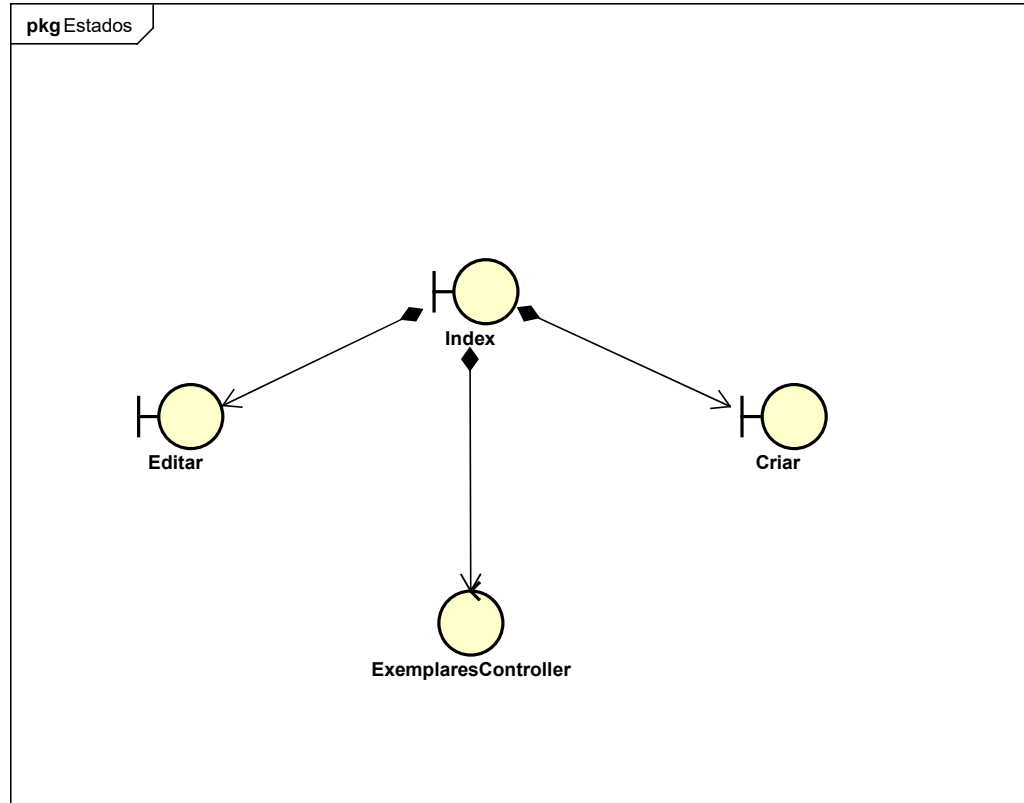 pkg Estados
Index
Editar
Criar
ExemplaresController